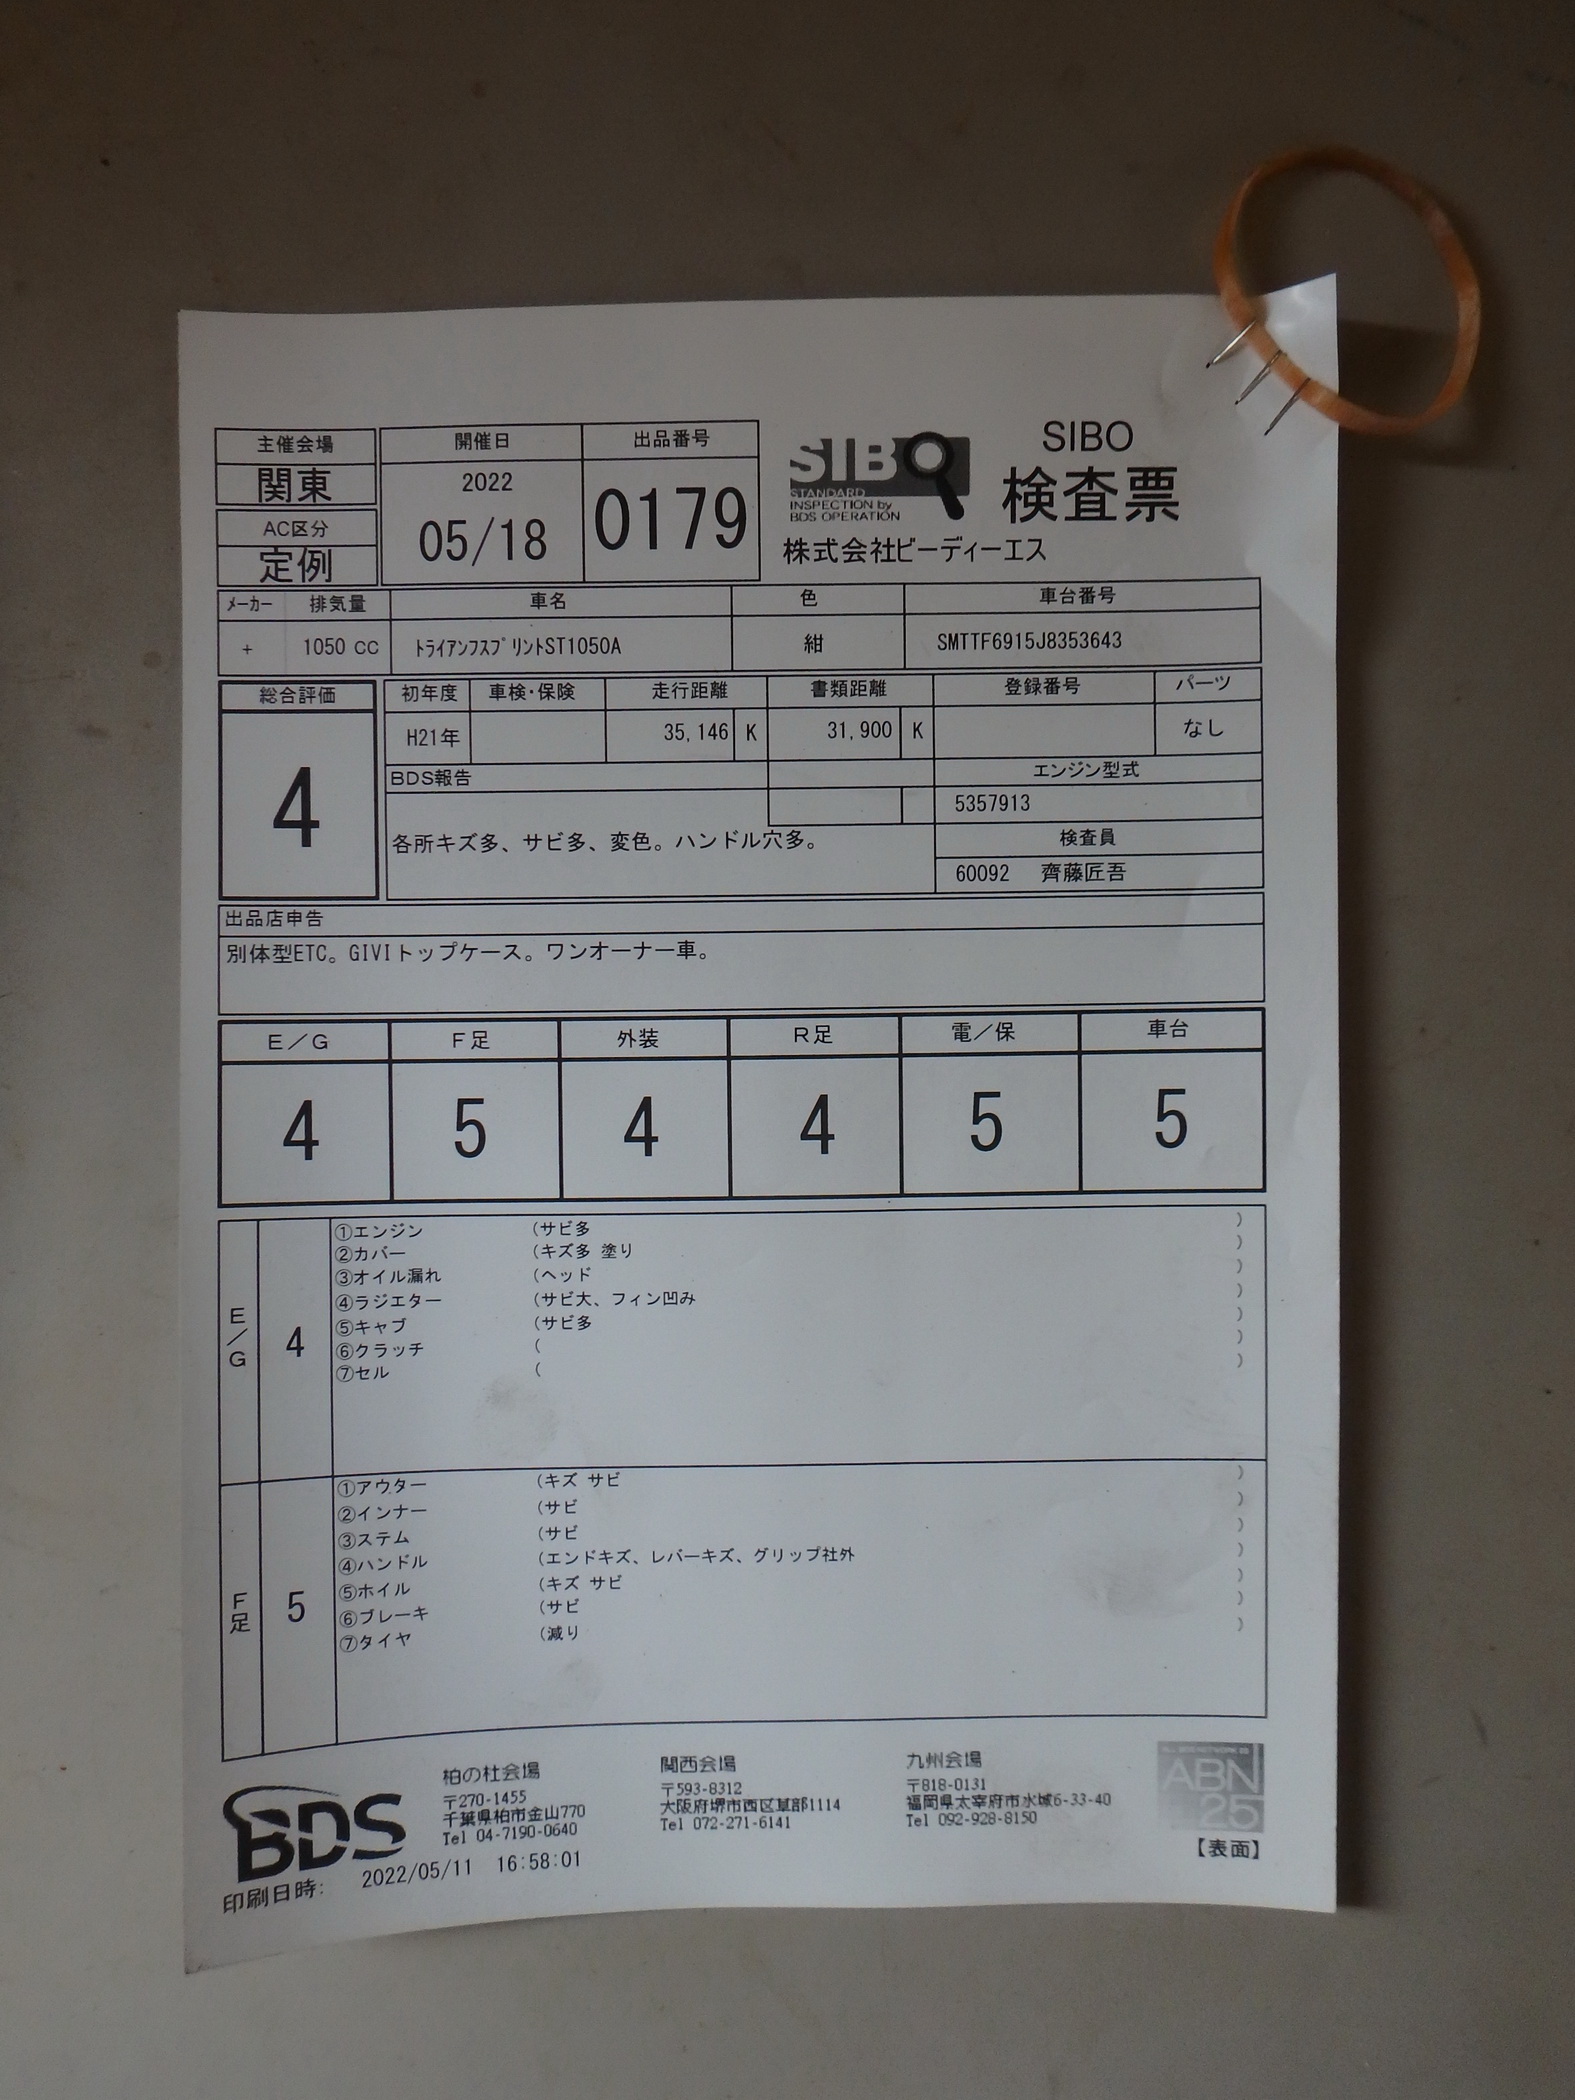 主催会場
関東
AC区分
定例
開催日
2022
05/18
出品番号
0179
SIBO
STANDARD
INSPECTION by
BDS OPERATION
SIBO
検査票
株式会社ビーディーエス
ﾒｰｶｰ 排気量 車名 色 車台番号
+ 1050 CC ﾄﾗｲｱﾝﾌｽﾌﾟﾘﾝﾄST1050A 紺 SMTTF6915J8353643
総合評価
4
初年度 車検・保険 走行距離 書類距離 登録番号 パーツ
H21年 35,146 K 31,900 K なし
BDS報告
各所キズ多、サビ多、変色。ハンドル穴多。
エンジン型式
5357913
検査員
60092 齊藤匠吾
出品店申告
別体型ETC。GIVIトップケース。ワンオーナー車。
E／G F足 外装 R足 電／保 車台
4 5 4 4 5 5
E／G
4
①エンジン (サビ多 )
②カバー (キズ多 塗り )
③オイル漏れ (ヘッド )
④ラジエター (サビ大、フィン凹み )
⑤キャブ (サビ多 )
⑥クラッチ ( )
⑦セル ( )
F足
5
①アウター (キズ サビ )
②インナー (サビ )
③ステム (サビ )
④ハンドル (エンドキズ、レバーキズ、グリップ社外 )
⑤ホイル (キズ サビ )
⑥ブレーキ (サビ )
⑦タイヤ (減り )
BDS
柏の杜会場
〒270-1455
千葉県柏市金山770
Tel 04-7190-0640
関西会場
〒593-8312
大阪府堺市西区草部1114
Tel 072-271-6141
九州会場
〒818-0131
福岡県太宰府市水城6-33-40
Tel 092-928-8150
ABN
25
【表面】
印刷日時: 2022/05/11 16:58:01